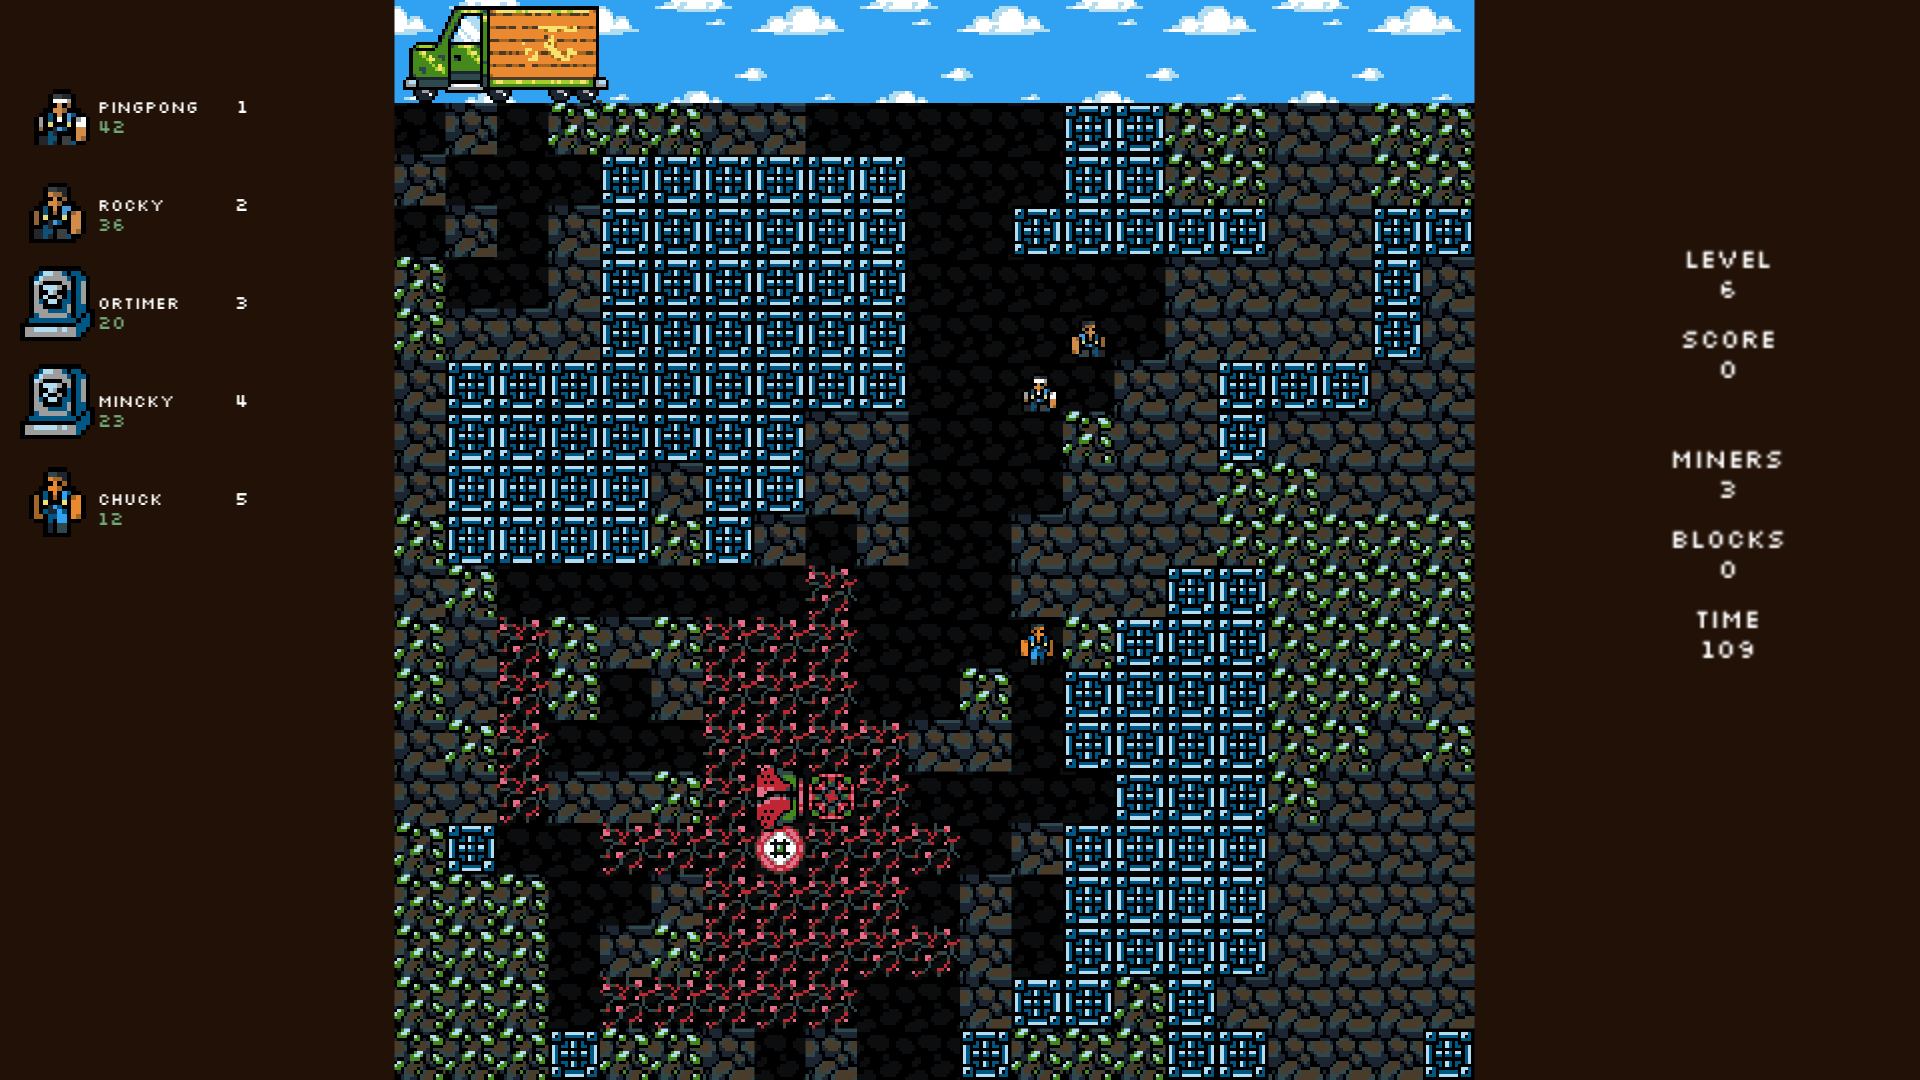 PINGPONG 1
42
ROCKY 2
36
ORTIMER 3
20
MINCKY 4
23
CHUCK 5
12
LEVEL
6
SCORE
0
MINERS
3
BLOCKS
0
TIME
109